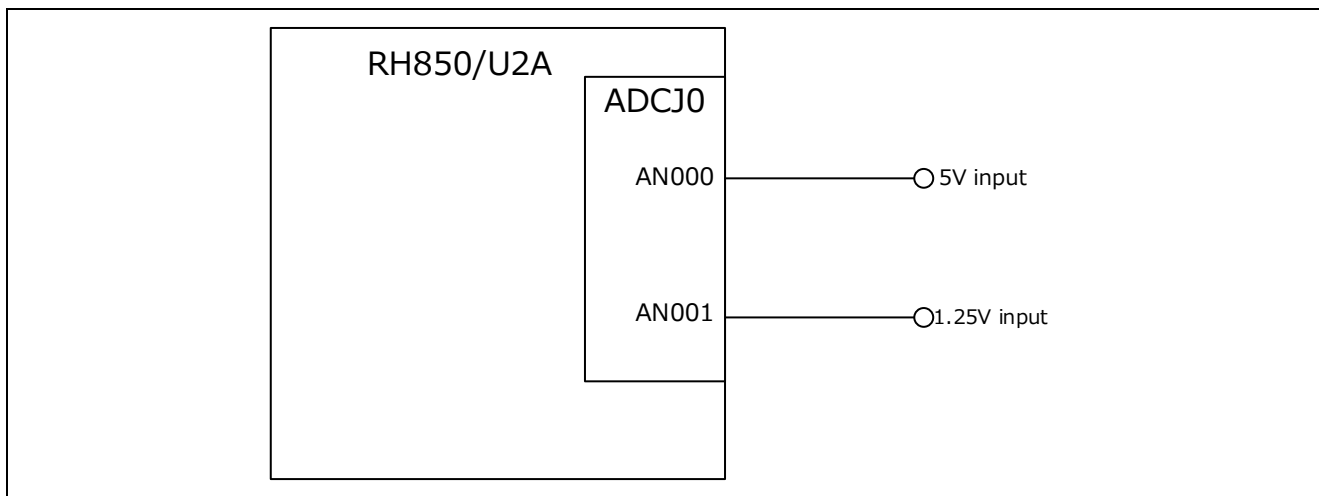 RH850/U2A
ADCJ0
AN000
5V input
AN001
1.25V input